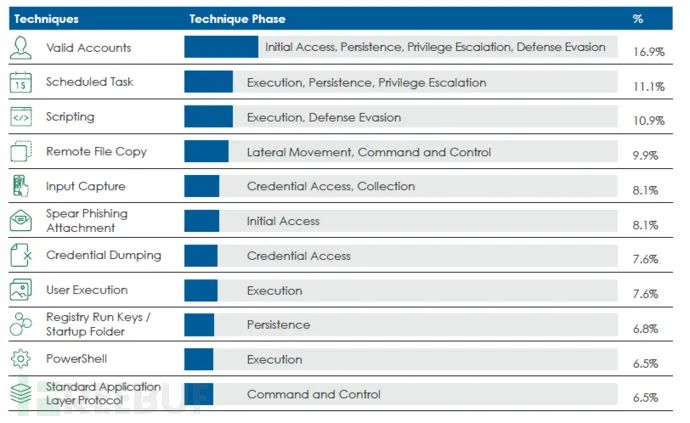 Techniques Technique Phase %
Valid Accounts Initial Access, Persistence, Privilege Escalation, Defense Evasion 16.9%
15 Scheduled Task Execution, Persistence, Privilege Escalation 11.1%
</> Scripting Execution, Defense Evasion 10.9%
Remote File Copy Lateral Movement, Command and Control 9.9%
Input Capture Credential Access, Collection 8.1%
Spear Phishing
Attachment Initial Access 8.1%
Credential Dumping Credential Access 7.6%
User Execution Execution 7.6%
Registry Run Keys /
Startup Folder Persistence 6.8%
PowerShell Execution 6.5%
Standard Application
Layer Protocol Command and Control 6.5%
FREEBUF